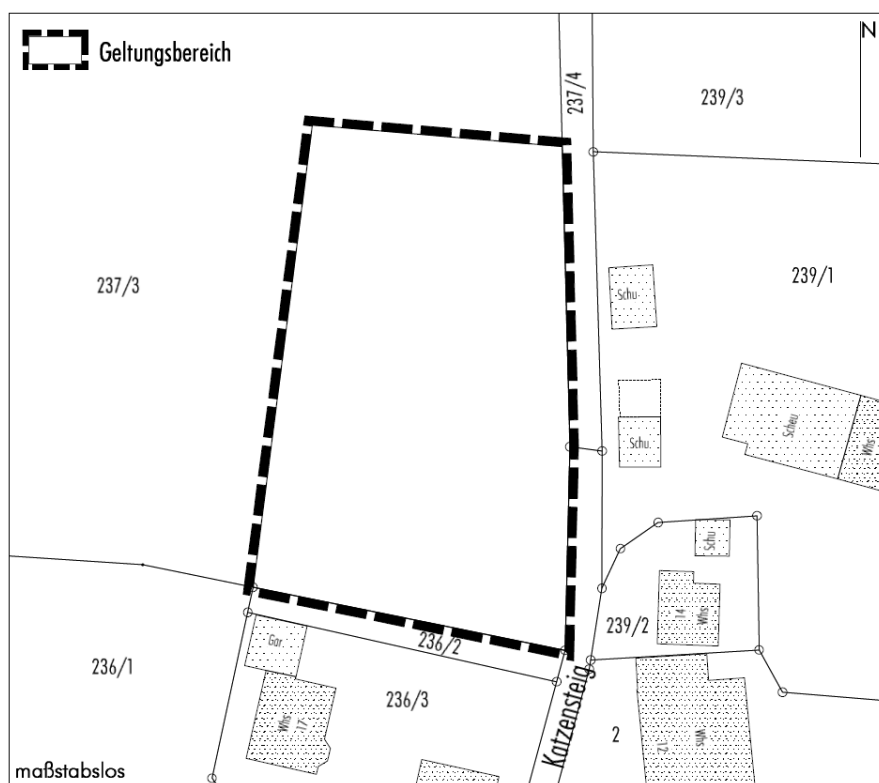 Geltungsbereich
N
237/4
239/3
237/3
239/1
Schu
Schu.
Scheu
Whs
Schu
14
Whs
239/2
236/2
Gar.
236/1
236/3
Whs
17
Katzensteig
2
12
Whs
maßstabslos